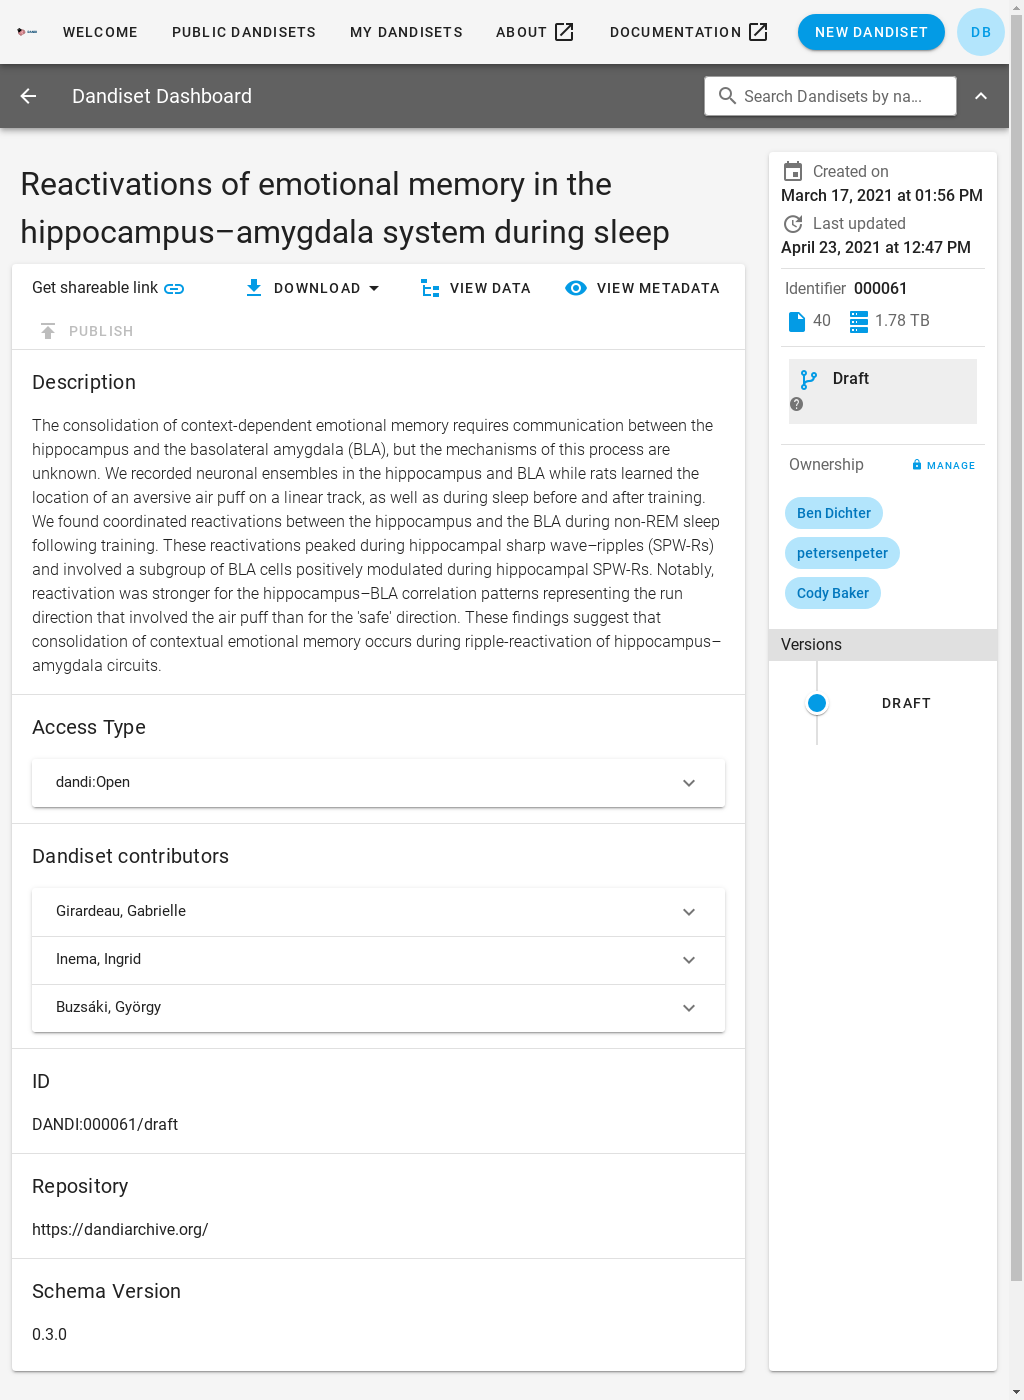 WELCOME PUBLIC DANDISETS MY DANDISETS ABOUT DOCUMENTATION NEW DANDISET DB
Dandiset Dashboard Search Dandisets by na...
Reactivations of emotional memory in the
hippocampus–amygdala system during sleep
Get shareable link DOWNLOAD VIEW DATA VIEW METADATA
PUBLISH
Description
The consolidation of context-dependent emotional memory requires communication between the
hippocampus and the basolateral amygdala (BLA), but the mechanisms of this process are
unknown. We recorded neuronal ensembles in the hippocampus and BLA while rats learned the
location of an aversive air puff on a linear track, as well as during sleep before and after training.
We found coordinated reactivations between the hippocampus and the BLA during non-REM sleep
following training. These reactivations peaked during hippocampal sharp wave–ripples (SPW-Rs)
and involved a subgroup of BLA cells positively modulated during hippocampal SPW-Rs. Notably,
reactivation was stronger for the hippocampus–BLA correlation patterns representing the run
direction that involved the air puff than for the 'safe' direction. These findings suggest that
consolidation of contextual emotional memory occurs during ripple-reactivation of hippocampus–
amygdala circuits.
Access Type
dandi:Open
Dandiset contributors
Girardeau, Gabrielle
Inema, Ingrid
Buzsáki, György
ID
DANDI:000061/draft
Repository
https://dandiarchive.org/
Schema Version
0.3.0
Created on
March 17, 2021 at 01:56 PM
Last updated
April 23, 2021 at 12:47 PM
Identifier 000061
40 1.78 TB
Draft
Ownership MANAGE
Ben Dichter
petersenpeter
Cody Baker
Versions
DRAFT